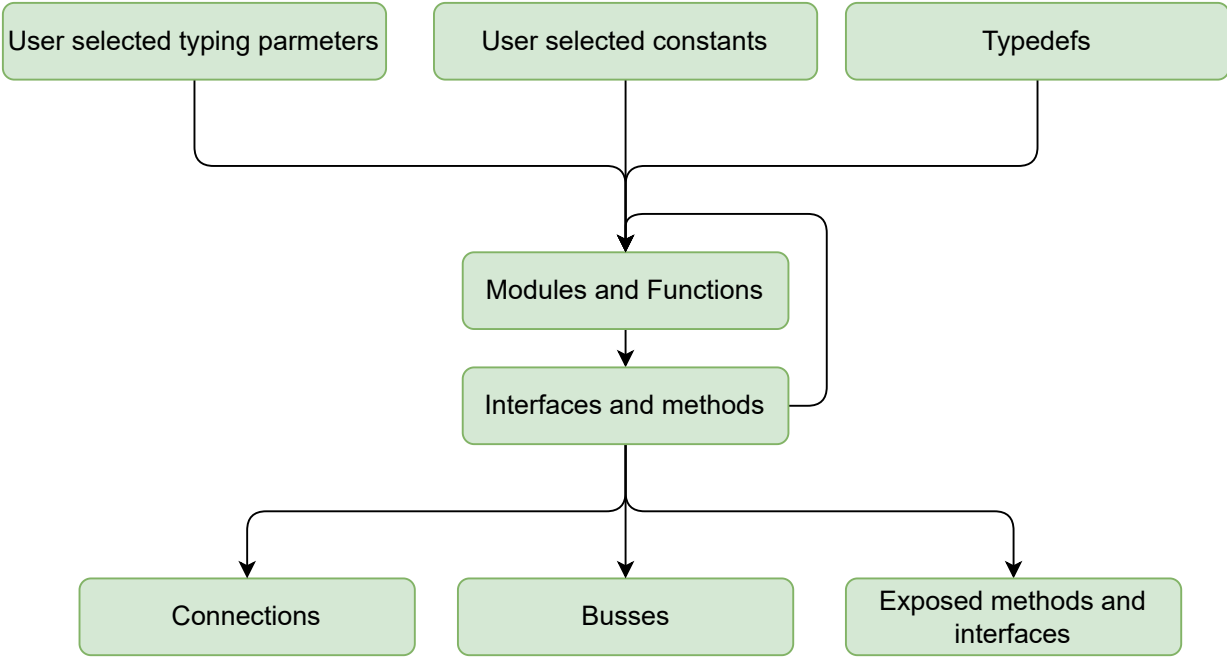 User selected typing parmeters
User selected constants
Typedefs
Modules and Functions
Interfaces and methods
Connections
Busses
Exposed methods and
interfaces